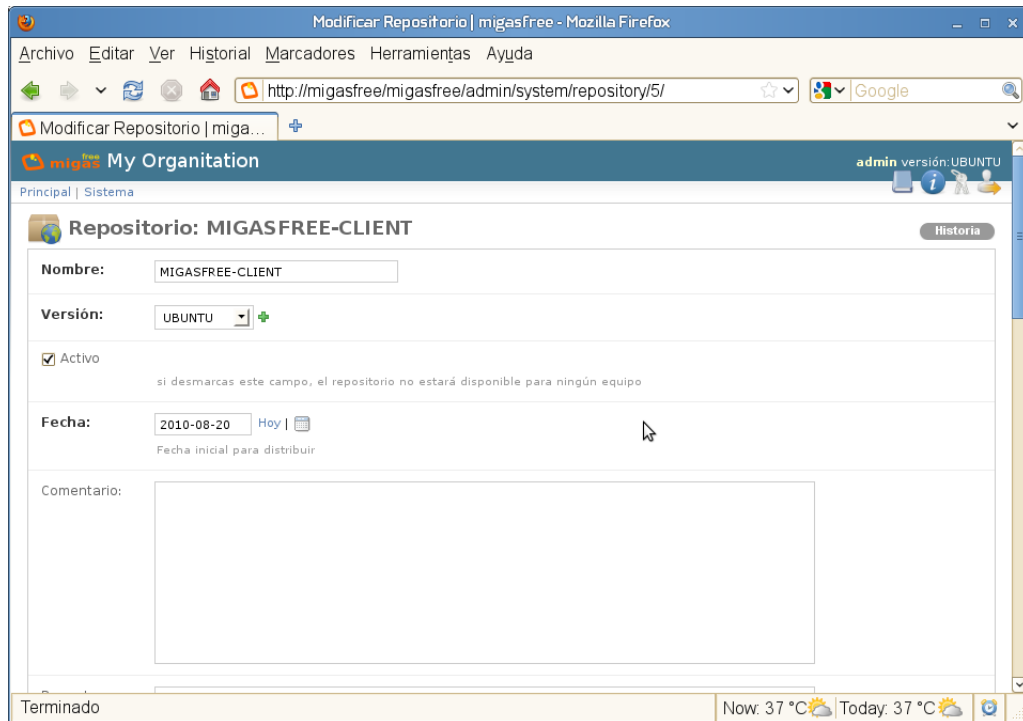 Modificar Repositorio | migasfree - Mozilla Firefox
Archivo Editar Ver Historial Marcadores Herramientas Ayuda
http://migasfree/migasfree/admin/system/repository/5/
Google
Modificar Repositorio | miga...
migas free My Organitation
admin versión:UBUNTU
Principal | Sistema
Repositorio: MIGASFREE-CLIENT
Historia
Nombre: MIGASFREE-CLIENT
Versión: UBUNTU
Activo
si desmarcas este campo, el repositorio no estará disponible para ningún equipo
Fecha: 2010-08-20 Hoy |
Fecha inicial para distribuir
Comentario:
Terminado
Now: 37 °C Today: 37 °C